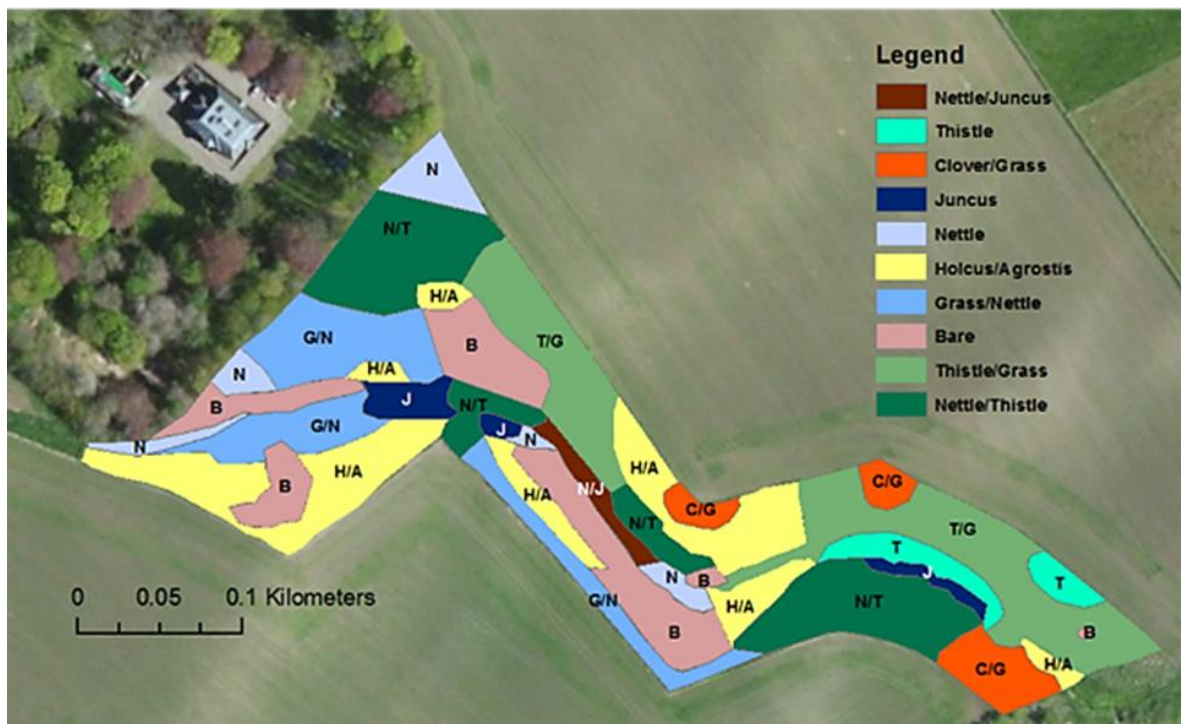 Legend
Nettle/Juncus
Thistle
Clover/Grass
Juncus
Nettle
Holcus/Agrostis
Grass/Nettle
Bare
Thistle/Grass
Nettle/Thistle
N
N/T
H/A
G/N
B
T/G
H/A
N
B
J
N/T
G/N
N
J
N
H/A
B
H/A
N/J
H/A
C/G
C/G
N/T
T/G
T
J
T
N
B
G/N
H/A
N/T
B
B
H/A
C/G
0 0.05 0.1 Kilometers